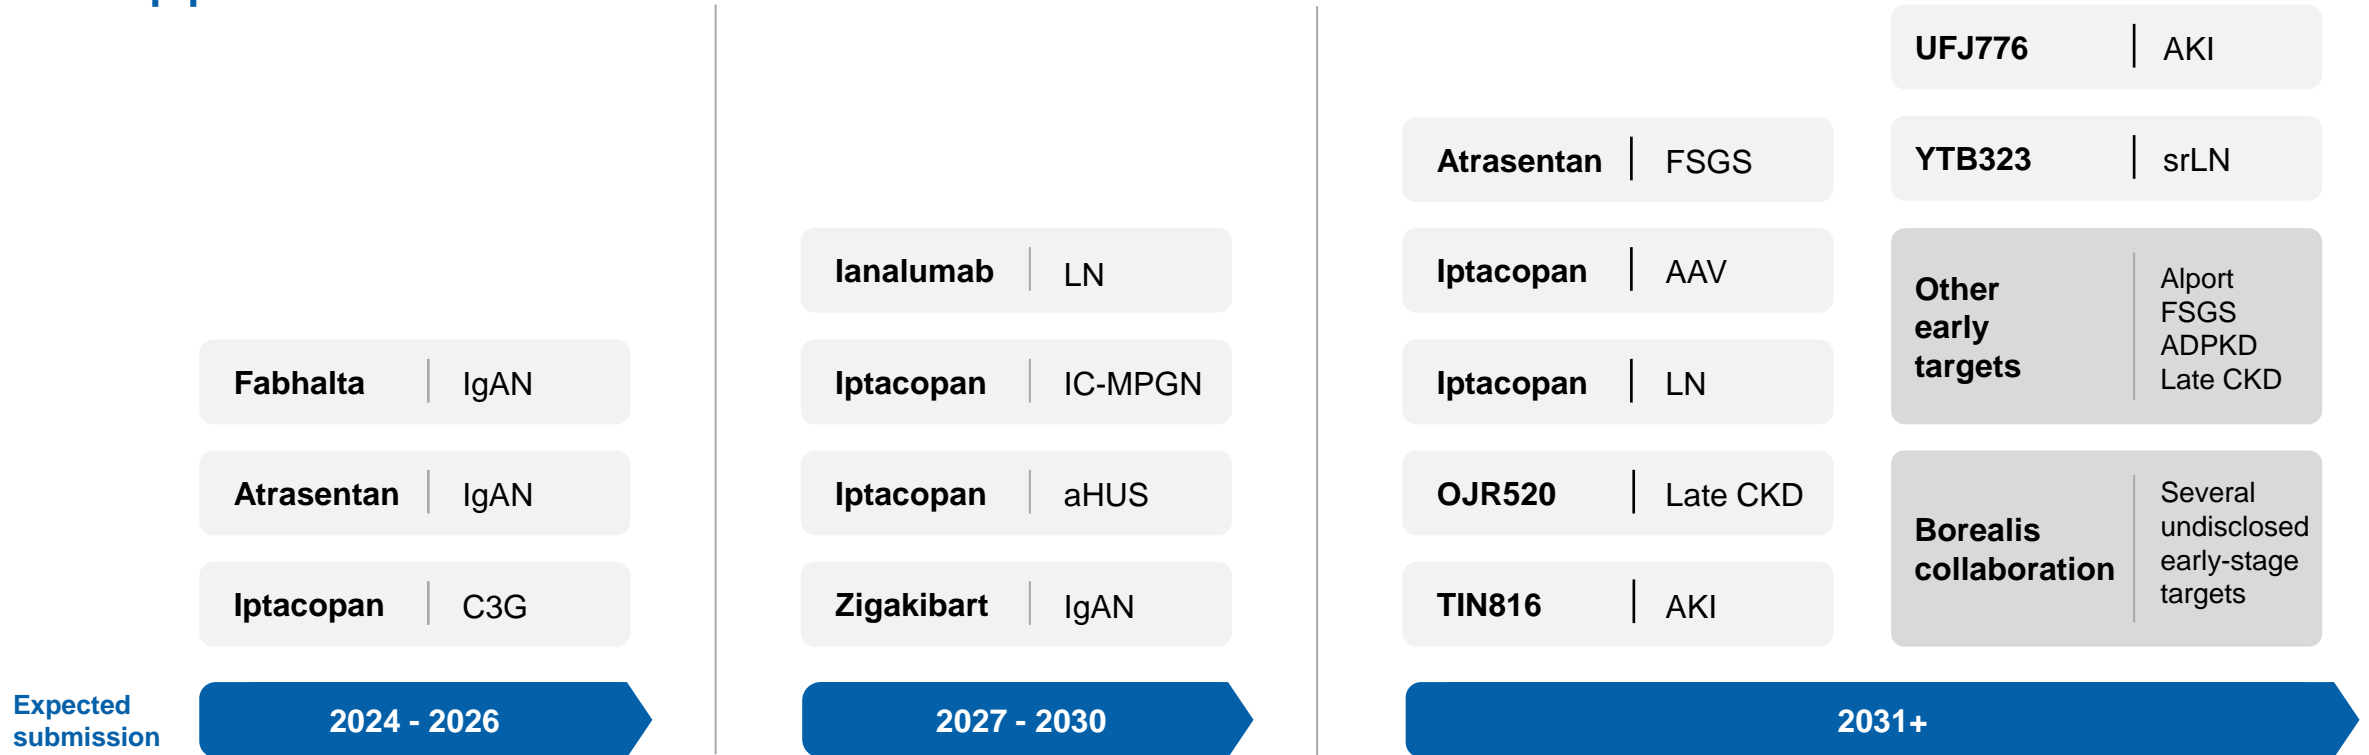 Fabhalta IgAN
Atrasentan IgAN
Iptacopan C3G
Ianalumab LN
Iptacopan IC-MPGN
Iptacopan aHUS
Zigakibart IgAN
Atrasentan FSGS
Iptacopan AAV
Iptacopan LN
OJR520 Late CKD
TIN816 AKI
UFJ776 AKI
YTB323 srLN
Other
early
targets
Alport
FSGS
ADPKD
Late CKD
Borealis
collaboration
Several
undisclosed
early-stage
targets
Expected
submission
2024 - 2026
2027 - 2030
2031+